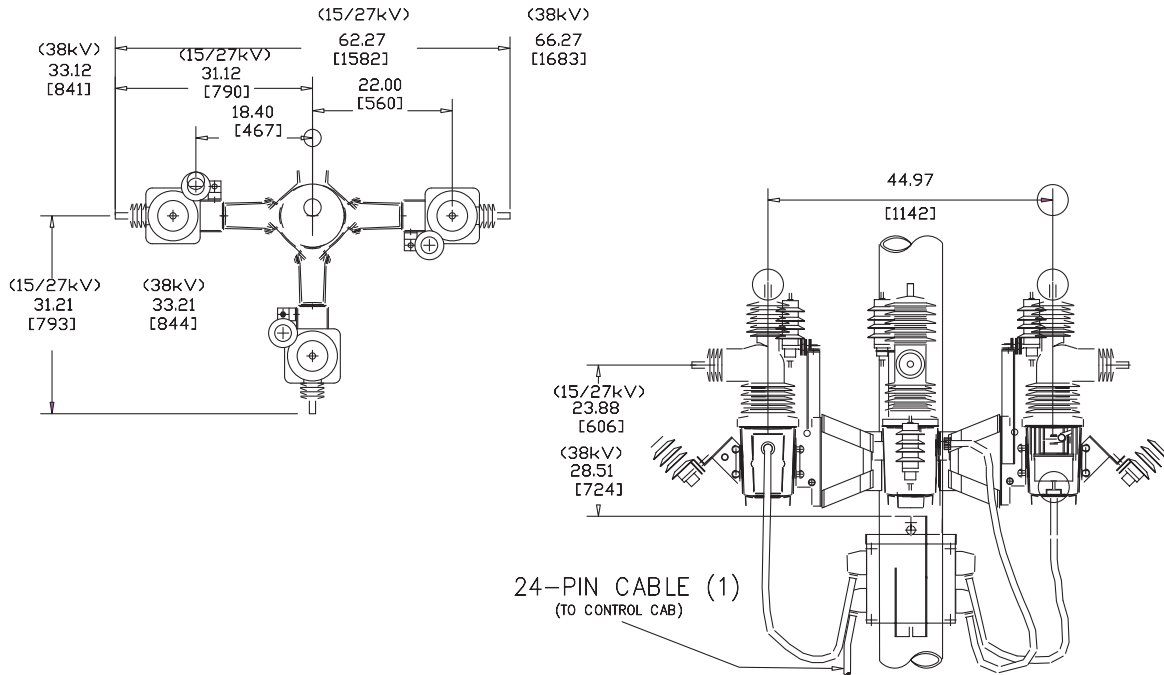 (15/27kV)
62.27
[1582]
(38kV)
66.27
[1683]
(38kV)
33.12
[841]
(15/27kV)
31.12
[790]
22.00
[560]
18.40
[467]
(15/27kV)
31.21
[793]
(38kV)
33.21
[844]
44.97
[1142]
(15/27kV)
23.88
[606]
(38kV)
28.51
[724]
24-PIN CABLE (1)
(TO CONTROL CAB)